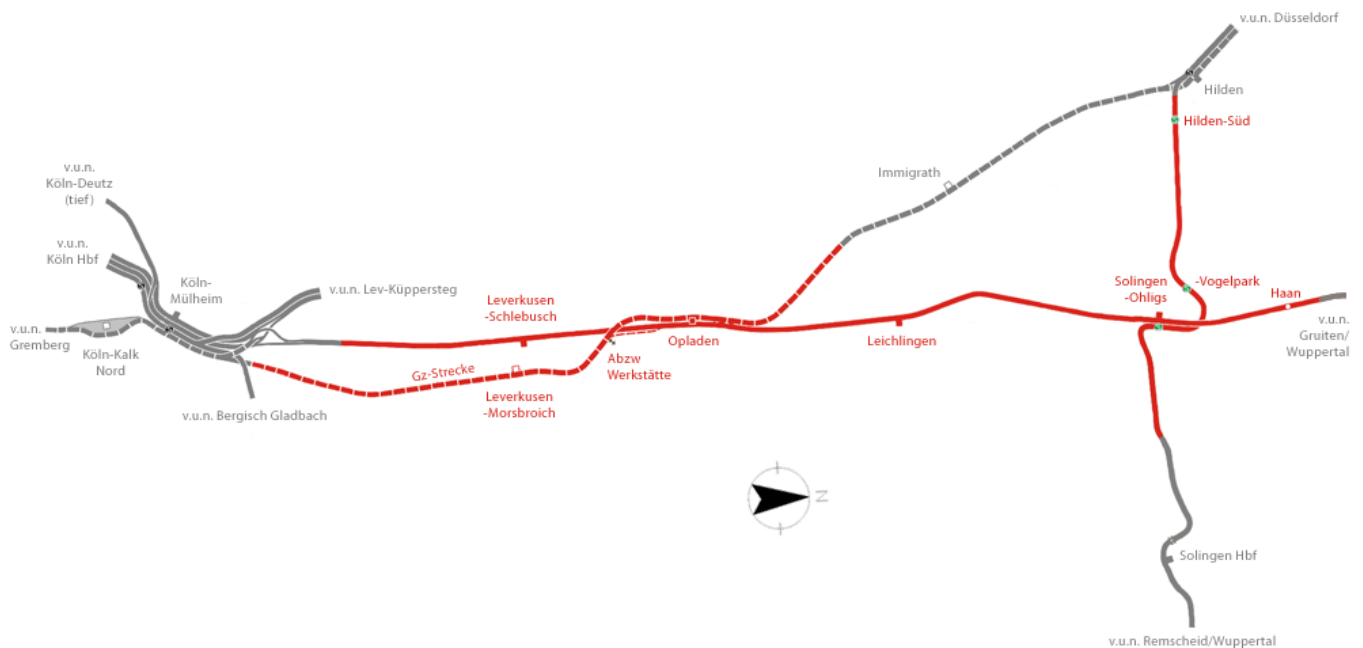 v.u.n. Düsseldorf
Hilden
Hilden-Süd
Immigrath
v.u.n.
Köln-Deutz
(tief)
v.u.n.
Köln Hbf
Köln-
Mülheim
v.u.n. Lev-Küppersteg
v.u.n.
Gremberg
Köln-Kalk
Nord
v.u.n. Bergisch Gladbach
Gz-Strecke
Leverkusen
-Schlebusch
Leverkusen
-Morsbroich
Abzw
Werkstätte
Opladen
Leichlingen
Solingen
-Ohligs
-Vogelpark
Haan
v.u.n.
Gruiten/
Wuppertal
N
Solingen Hbf
v.u.n. Remscheid/Wuppertal